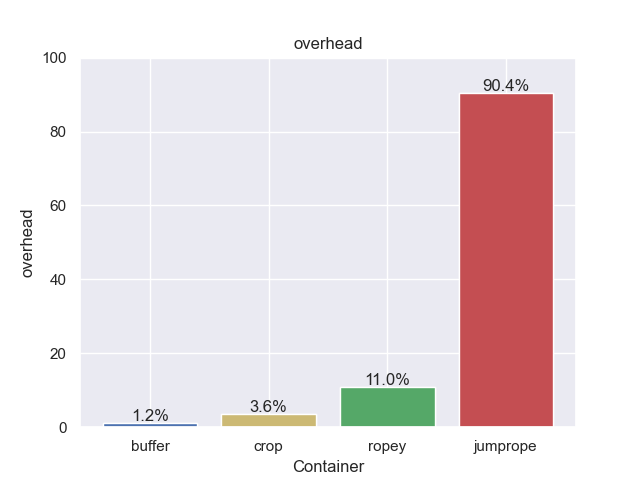 overhead
100
90.4%
80
60
overhead
40
20
11.0%
3.6%
1.2%
0
buffer crop ropey jumprope
Container